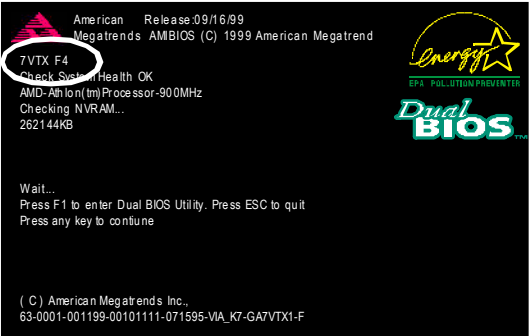 American Release:09/16/99
Megatrends AMIBIOS (C) 1999 American Megatrend
7VTX F4
Check System Health OK
AMD-Athlon(tm)Processor-900MHz
Checking NVRAM...
262144KB
energy
EPA POLLUTION PREVENTER
Dual
BIOS TM
Wait...
Press F1 to enter Dual BIOS Utility. Press ESC to quit
Press any key to contiune
( C ) American Megatrends Inc.,
63-0001-001199-00101111-071595-VIA_K7-GA7VTX1-F